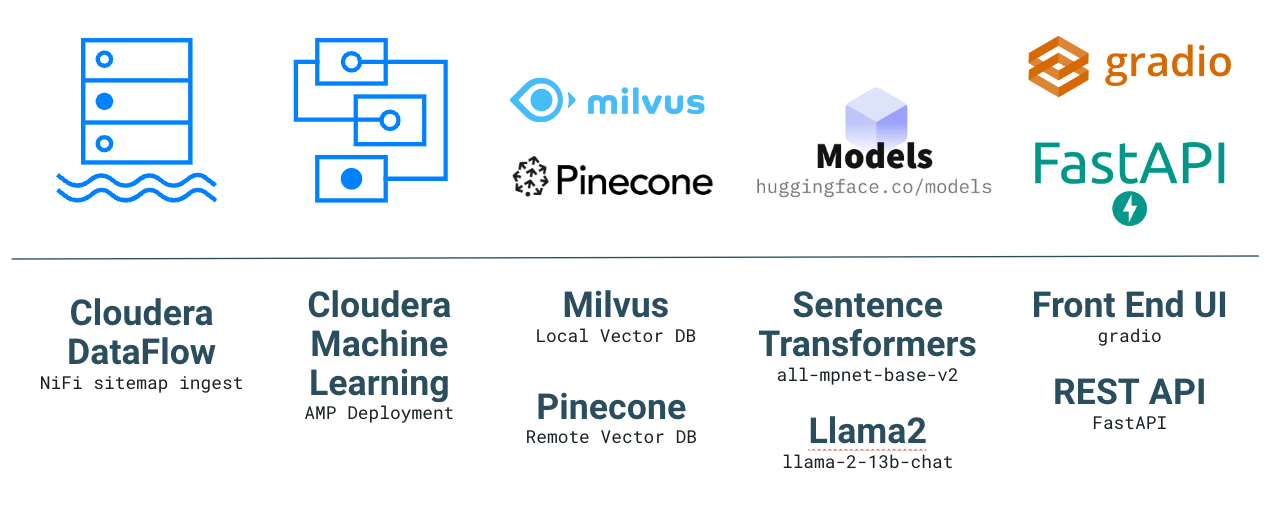 milvus
Pinecone
Models
huggingface.co/models
gradio
FastAPI
Cloudera
DataFlow
NiFi sitemap ingest
Cloudera
Machine
Learning
AMP Deployment
Milvus
Local Vector DB
Pinecone
Remote Vector DB
Sentence
Transformers
all-mpnet-base-v2
Llama2
llama-2-13b-chat
Front End UI
gradio
REST API
FastAPI